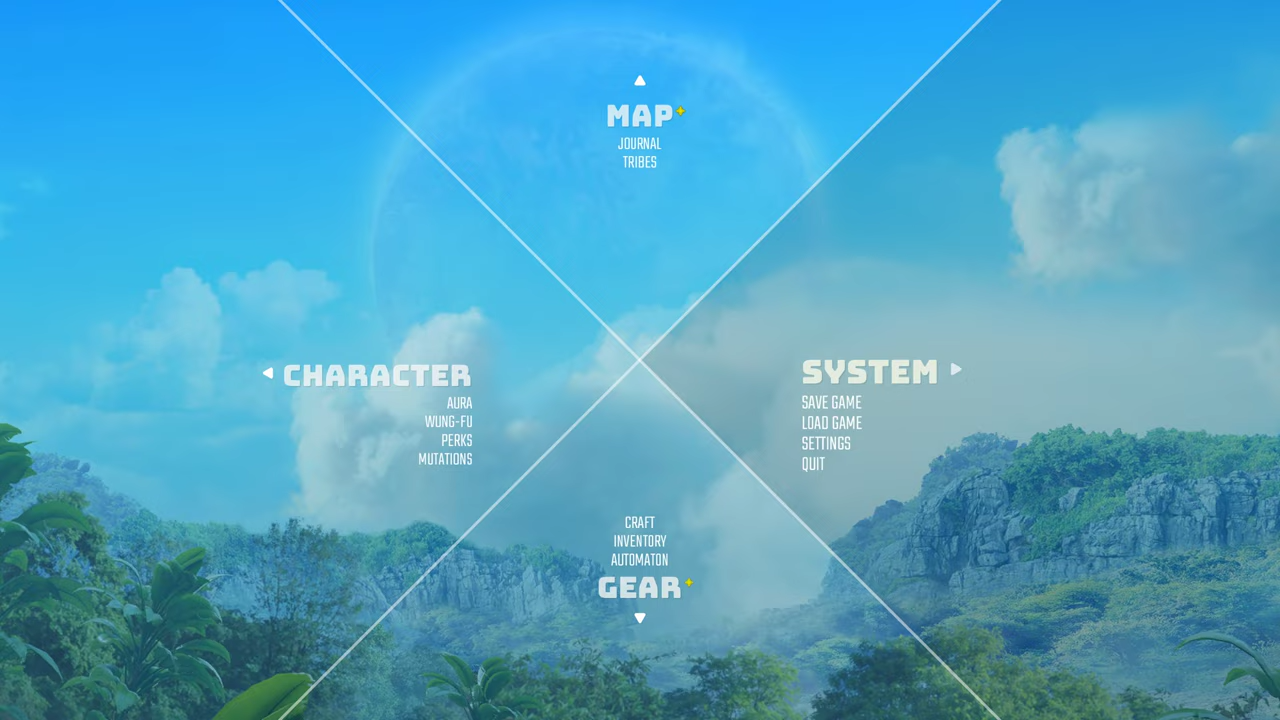 MAP
JOURNAL
TRIBES
CHARACTER
AURA
WUNG-FU
PERKS
MUTATIONS
SYSTEM
SAVE GAME
LOAD GAME
SETTINGS
QUIT
CRAFT
INVENTORY
AUTOMATON
GEAR